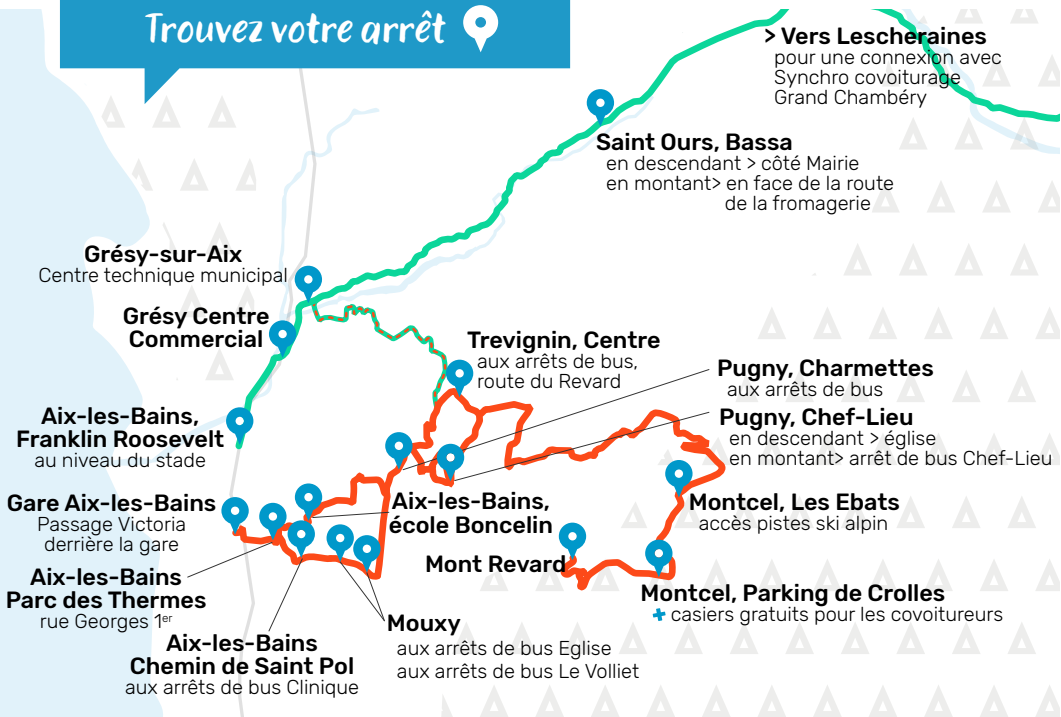 Trouvez votre arrêt
> Vers Lescheraines
pour une connexion avec
Synchro covoiturage
Grand Chambéry
Saint Ours, Bassa
en descendant > côté Mairie
en montant> en face de la route
de la fromagerie
Grésy-sur-Aix
Centre technique municipal
Grésy Centre
Commercial
Trevignin, Centre
aux arrêts de bus,
route du Revard
Pugny, Charmettes
aux arrêts de bus
Pugny, Chef-Lieu
en descendant > église
en montant> arrêt de bus Chef-Lieu
Aix-les-Bains,
Franklin Roosevelt
au niveau du stade
Gare Aix-les-Bains
Passage Victoria
derrière la gare
Aix-les-Bains,
école Boncelin
Montcel, Les Ebats
accès pistes ski alpin
Mont Revard
Aix-les-Bains
Parc des Thermes
rue Georges 1er
Montcel, Parking de Crolles
+ casiers gratuits pour les covoitureurs
Mouxy
aux arrêts de bus Eglise
aux arrêts de bus Le Volliet
Aix-les-Bains
Chemin de Saint Pol
aux arrêts de bus Clinique